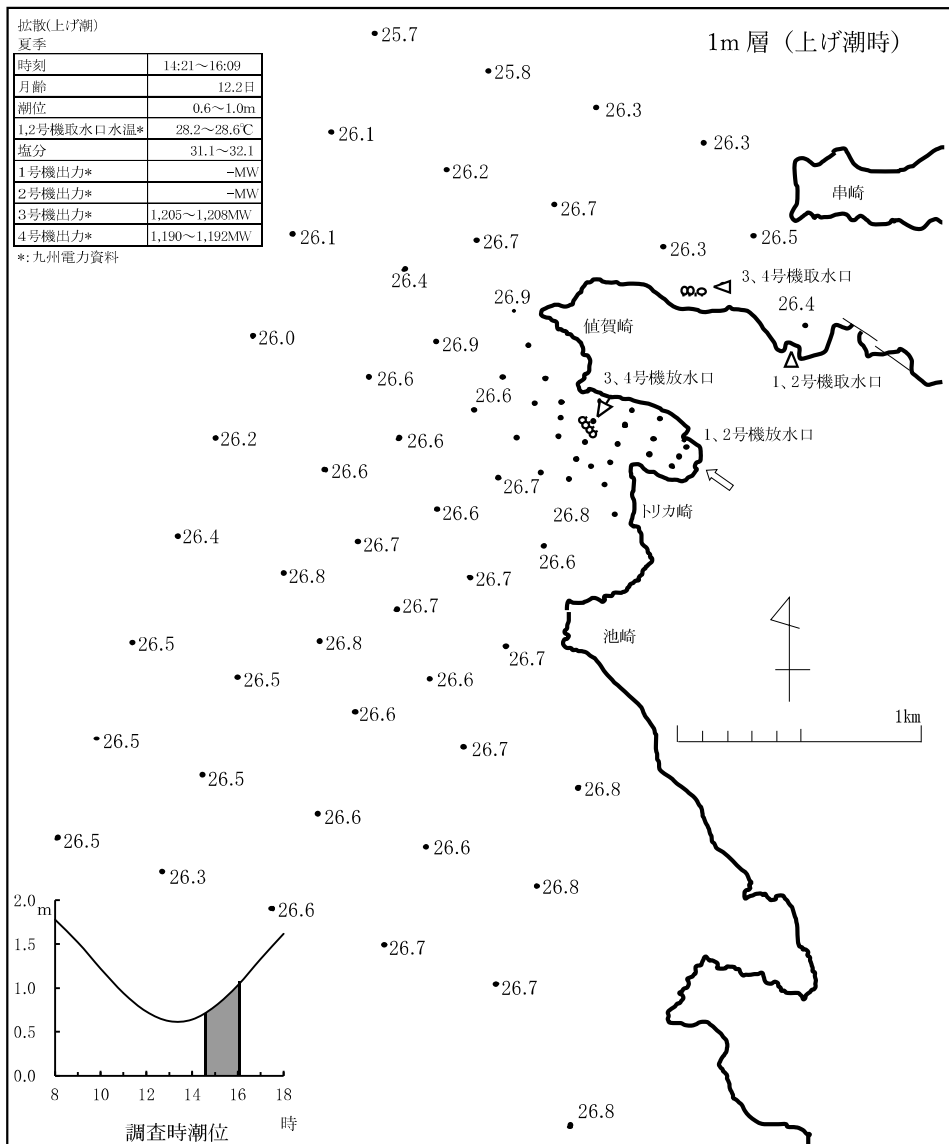 拡散(上げ潮)
夏季
時刻 14:21～16:09
月齢 12.2日
潮位 0.6～1.0m
1,2号機取水口水温* 28.2～28.6℃
塩分 31.1～32.1
1号機出力* −MW
2号機出力* −MW
3号機出力* 1,205～1,208MW
4号機出力* 1,190～1,192MW
*:九州電力資料
1m 層（上げ潮時）
25.7
25.8
26.3
26.1
26.3
26.2
串崎
26.7
26.1
26.7
26.5
26.3
26.4
3、4号機取水口
26.9
26.4
値賀崎
26.0
26.9
3、4号機放水口
1、2号機取水口
26.6
26.6
1、2号機放水口
26.2
26.6
26.6
26.7
26.6
26.8
トリカ崎
26.4
26.7
26.6
26.8
26.7
26.7
池崎
26.5
26.8
26.7
26.5
26.6
26.6
1km
26.5
26.7
26.5
26.8
26.6
26.5
26.6
26.3
26.8
26.6
26.7
26.7
26.8
2.0
m
1.5
1.0
0.5
0.0
8 10 12 14 16 18
時
調査時潮位